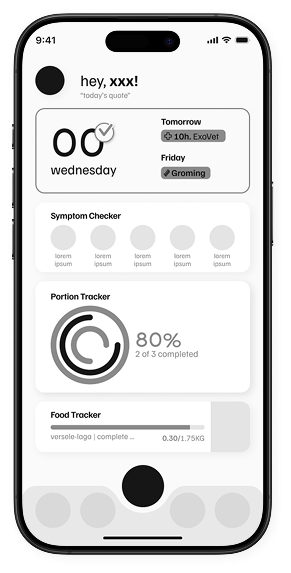 9:41
hey, xxx!
"today's quote"
00
wednesday
Tomorrow
10h. ExoVet
Friday
Groming
Symptom Checker
lorem ipsum
lorem ipsum
lorem ipsum
lorem ipsum
lorem ipsum
Portion Tracker
80%
2 of 3 completed
Food Tracker
versele-laga | complete ...
0.30/1.75KG